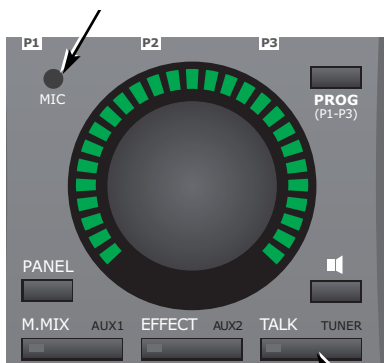 P1 P2 P3
MIC
PROG
(P1-P3)
PANEL
M.MIX AUX1 EFFECT AUX2 TALK TUNER